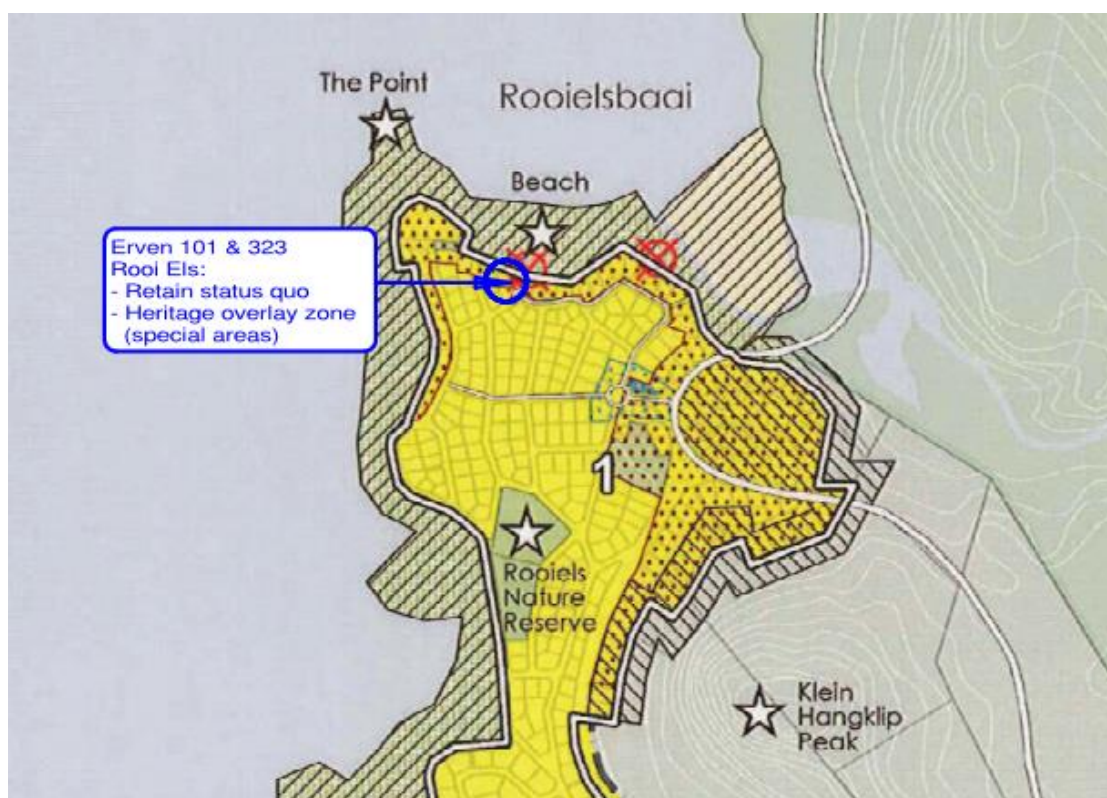 The Point
Rooielsbaai
Beach
Erven 101 & 323
Rooi Els:
- Retain status quo
- Heritage overlay zone
(special areas)
1
Rooiels
Nature
Reserve
Klein
Hangklip
Peak